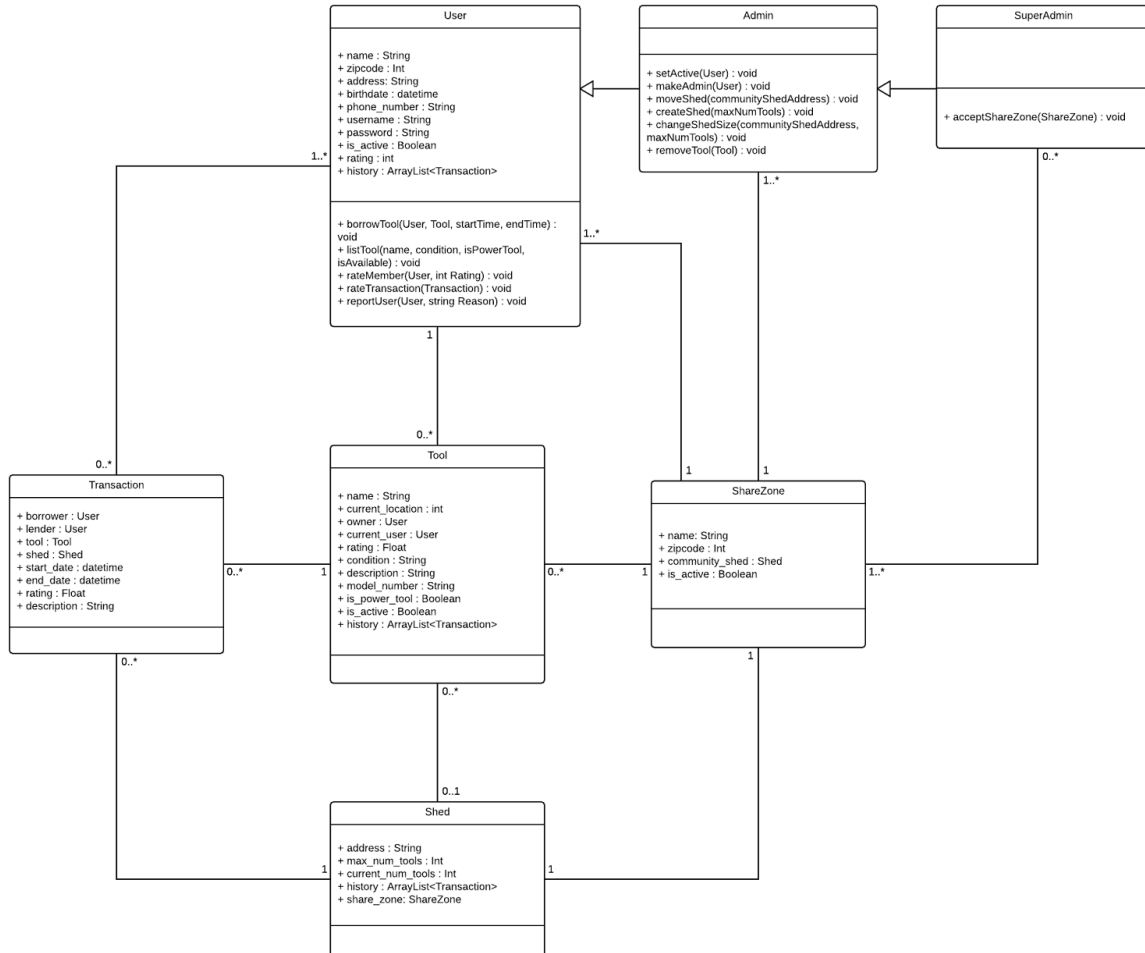 User
+ name : String
+ zipcode : Int
+ address: String
+ birthdate : datetime
+ phone_number : String
+ username : String
+ password : String
+ is_active : Boolean
+ rating : int
+ history : ArrayList<Transaction>
+ borrowTool(User, Tool, startTime, endTime) :
void
+ listTool(name, condition, isPowerTool,
isAvailable) : void
+ rateMember(User, int Rating) : void
+ rateTransaction(Transaction) : void
+ reportUser(User, string Reason) : void
Admin
+ setActive(User) : void
+ makeAdmin(User) : void
+ moveShed(communityShedAddress) : void
+ createShed(maxNumTools) : void
+ changeShedSize(communityShedAddress,
maxNumTools) : void
+ removeTool(Tool) : void
SuperAdmin
+ acceptShareZone(ShareZone) : void
1..*
1..*
1
1..*
0..*
0..*
0..*
1
1
Transaction
+ borrower : User
+ lender : User
+ tool : Tool
+ shed : Shed
+ start_date : datetime
+ end_date : datetime
+ rating : Float
+ description : String
0..*
1
0..*
Tool
+ name : String
+ current_location : int
+ owner : User
+ current_user : User
+ rating : Float
+ condition : String
+ description : String
+ model_number : String
+ is_power_tool : Boolean
+ is_active : Boolean
+ history : ArrayList<Transaction>
0..*
1
0..*
ShareZone
+ name: String
+ zipcode : Int
+ community_shed : Shed
+ is_active : Boolean
1..*
1
0..1
Shed
+ address : String
+ max_num_tools : Int
+ current_num_tools : Int
+ history : ArrayList<Transaction>
+ share_zone: ShareZone
1
1